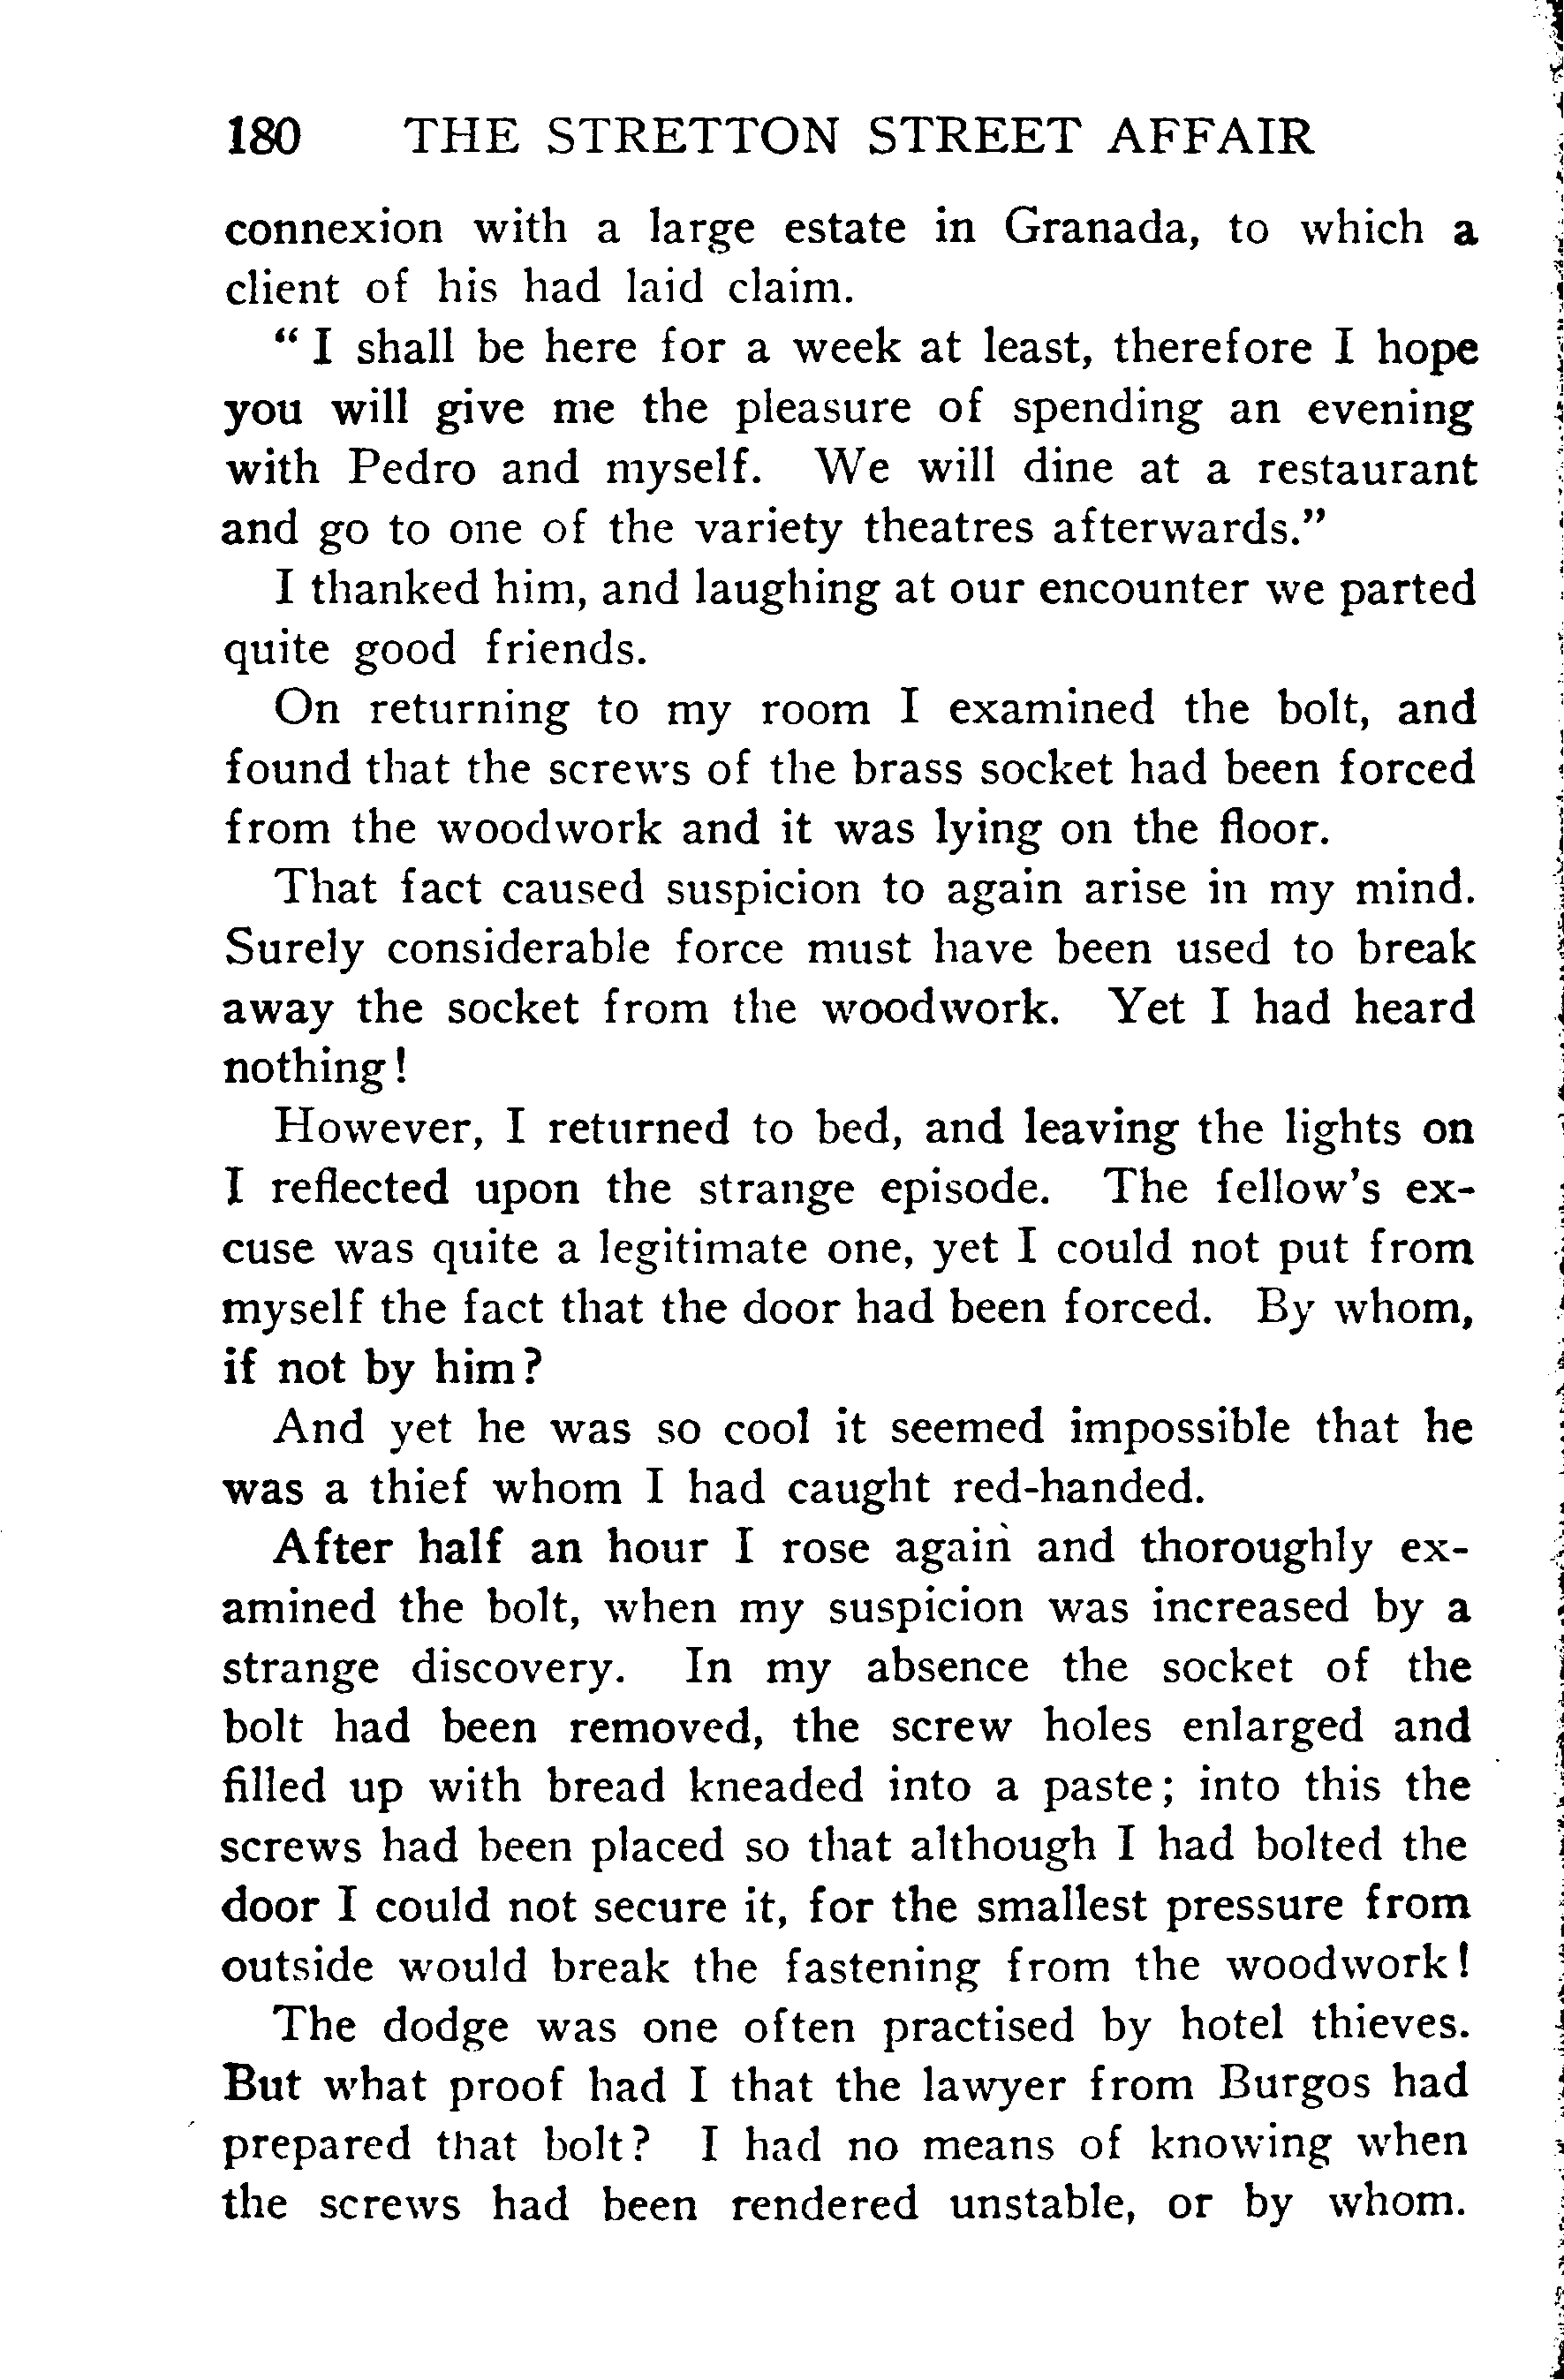 180 THE STRETTON STREET AFFAIR
connexion with a large estate in Granada, to which a
client of his had laid claim.
“ I shall be here for a week at least, therefore I hope
you will give me the pleasure of spending an evening
with Pedro and myself. We will dine at a restaurant
and go to one of the variety theatres afterwards.”
I thanked him, and laughing at our encounter we parted
quite good friends.
On returning to my room I examined the bolt, and
found that the screws of the brass socket had been forced
from the woodwork and it was lying on the floor.
That fact caused suspicion to again arise in my mind.
Surely considerable force must have been used to break
away the socket from the woodwork. Yet I had heard
nothing!
However, I returned to bed, and leaving the lights on
I reflected upon the strange episode. The fellow's ex-
cuse was quite a legitimate one, yet I could not put from
myself the fact that the door had been forced. By whom,
if not by him?
And yet he was so cool it seemed impossible that he
was a thief whom I had caught red-handed.
After half an hour I rose again and thoroughly ex-
amined the bolt, when my suspicion was increased by a
strange discovery. In my absence the socket of the
bolt had been removed, the screw holes enlarged and
filled up with bread kneaded into a paste; into this the
screws had been placed so that although I had bolted the
door I could not secure it, for the smallest pressure from
outside would break the fastening from the woodwork!
The dodge was one often practised by hotel thieves.
But what proof had I that the lawyer from Burgos had
prepared that bolt? I had no means of knowing when
the screws had been rendered unstable, or by whom.